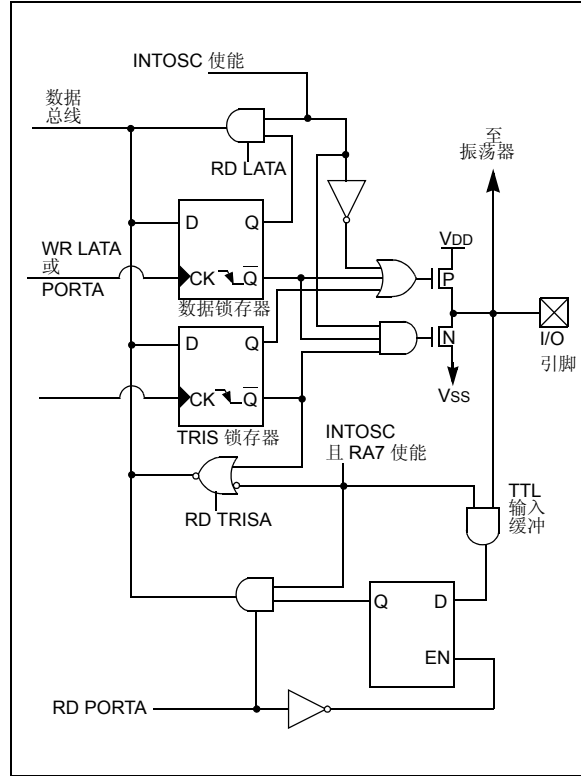 INTOSC 使能
数据
总线
至
振荡器
RD LATA
VDD
D Q
P
WR LATA
或
PORTA
CK Q
数据锁存器
N
I/O
引脚
D Q
VSS
CK Q
TRIS 锁存器
INTOSC
且 RA7 使能
TTL
输入
缓冲
RD TRISA
Q D
EN
RD PORTA